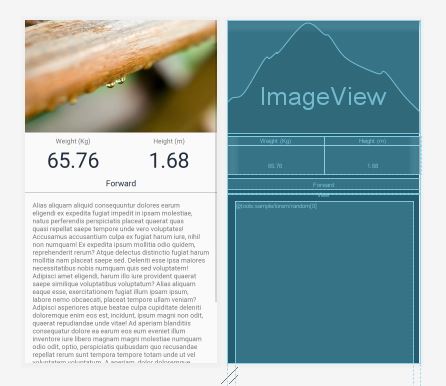 Weight (Kg) Height (m)
65.76 1.68
Forward
Alias aliquam aliquid consequuntur dolores earum
eligendi ex expedita fugiat impedit in ipsam molestiae,
natus perferendis perspiciatis placeat quaerat quas
quasi repellat saepe tempore unde vero voluptates!
Accusamus accusantium culpa ex fugiat harum iure, nihil
non numquam! Ex expedita ipsum mollitia odio quidem,
reprehenderit rerum? Atque delectus distinctio fugiat harum
mollitia nam placeat saepe sed. Deleniti esse ipsa maiores
necessitatibus nobis numquam quis sed voluptatem!
Adipisci amet eligendi, harum illo ipsa iure placeat quaerat
saepe similique voluptatibus voluptatum? Alias aliquam
eaque esse, exercitationem fugiat illum ipsam ipsum,
labore nemo obcaecati, placeat tempore ullam veniam?
Adipisci asperiores atque beatae cupiditate deleniti
doloremque enim eos est, incidunt, ipsum magni non odit,
quaerat repudiandae unde vitae! Ad aperiam blanditiis
consequatur dolore ea earum eos eum eveniet impedit
iure libero magnam magni molestiae numquam
odio odit, optio, perspiciatis quibusdam quo recusandae
repellat rerum sunt tempora tempore totam unde ut vel
ImageView
Weight (Kg) Height (m)
65.76 1.68
Forward
View
@tools:sample/lorem/random[0]